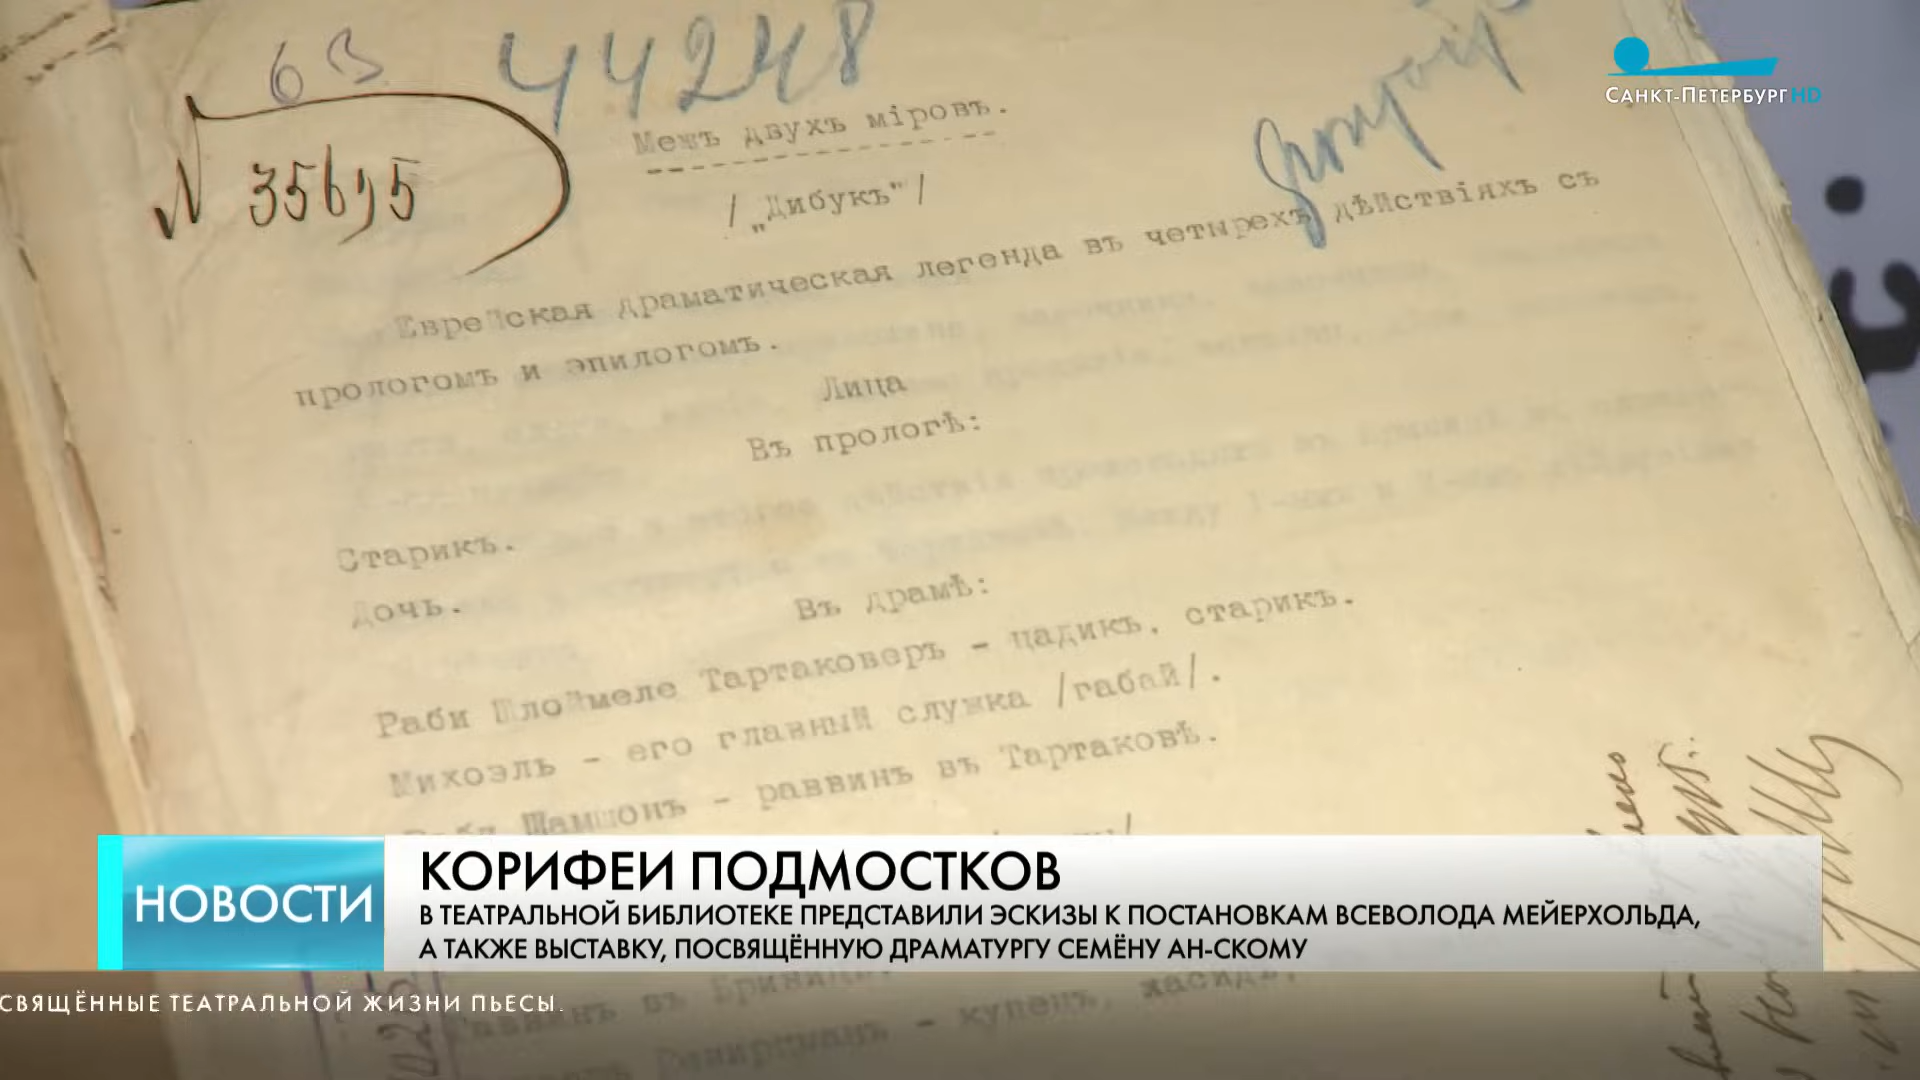 63
44248
САНКТ-ПЕТЕРБУРГ HD
N 35695
Межъ двухъ міровъ.
/„Дибукъ"/
Еврейская драматическая легенда въ четырехъ дѣйствіяхъ съ
прологомъ и эпилогомъ.
Лица
Въ прологѣ:
Старикъ.
Дочь.
Въ драмѣ:
Раби Шлоймеле Тартаковеръ - цадикъ, старикъ.
Михоэль - его главный служка /габай/.
Раби Шамшонъ - раввинъ въ Тартаковѣ.
НОВОСТИ
КОРИФЕИ ПОДМОСТКОВ
В ТЕАТРАЛЬНОЙ БИБЛИОТЕКЕ ПРЕДСТАВИЛИ ЭСКИЗЫ К ПОСТАНОВКАМ ВСЕВОЛОДА МЕЙЕРХОЛЬДА,
А ТАКЖЕ ВЫСТАВКУ, ПОСВЯЩЁННУЮ ДРАМАТУРГУ СЕМЁНУ АН-СКОМУ
СВЯЩЁННЫЕ ТЕАТРАЛЬНОЙ ЖИЗНИ ПЬЕСЫ.
- купецъ, хасидъ,